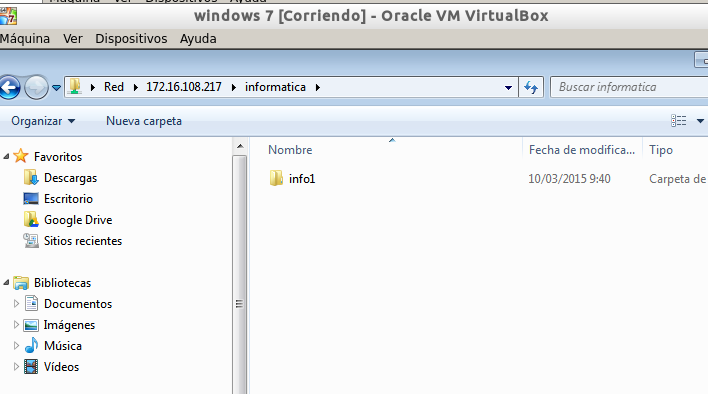 Máquina Ver Dispositivos Ayuda
windows 7 [Corriendo] - Oracle VM VirtualBox
Máquina Ver Dispositivos Ayuda
Red 172.16.108.217 informatica
Buscar informatica
Organizar Nueva carpeta
Favoritos
Descargas
Escritorio
Google Drive
Sitios recientes
Bibliotecas
Documentos
Imágenes
Música
Vídeos
Nombre Fecha de modifica... Tipo
info1 10/03/2015 9:40 Carpeta de